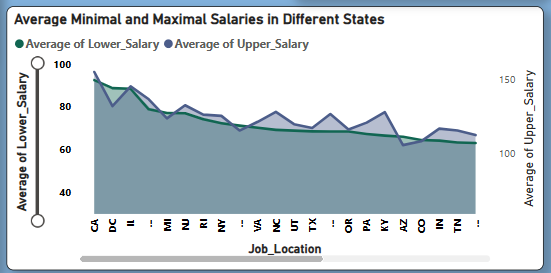 Average Minimal and Maximal Salaries in Different States
Average of Lower_Salary Average of Upper_Salary
Average of Lower_Salary
100
80
60
40
150
100
Average of Upper_Salary
CA DC IL ... MI NJ RI NY ... VA NC UT TX ... OR PA KY AZ CO IN TN ...
Job_Location